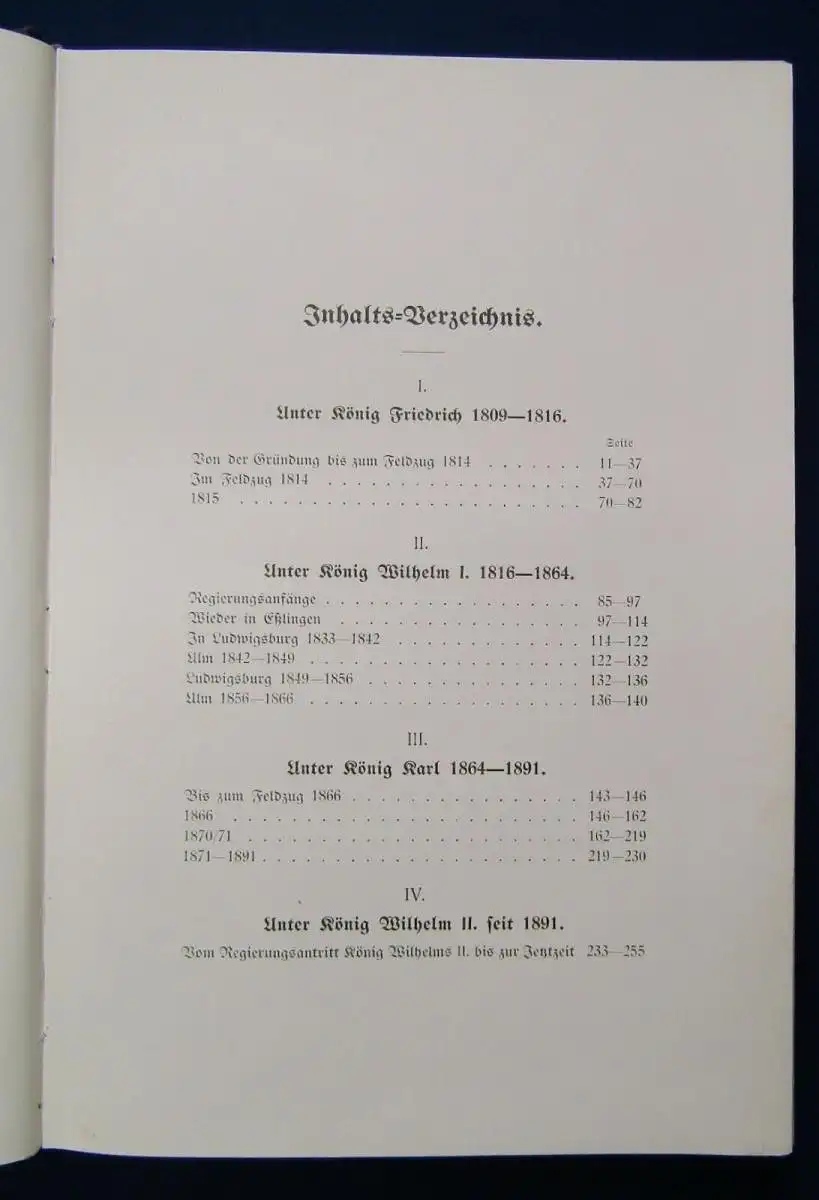 Inhalts-Verzeichnis.
I.
Unter König Friedrich 1809—1816.
Seite
Von der Gründung bis zum Feldzug 1814 . . . . . . . 11—37
Im Feldzug 1814 . . . . . . . . . . . . . . . . . . 37—70
1815 . . . . . . . . . . . . . . . . . . . . . . . . 70—82
II.
Unter König Wilhelm I. 1816—1864.
Regierungsanfänge . . . . . . . . . . . . . . . . . . 85—97
Wieder in Eßlingen . . . . . . . . . . . . . . . . . 97—114
In Ludwigsburg 1833—1842 . . . . . . . . . . . . . 114—122
Ulm 1842—1849 . . . . . . . . . . . . . . . . . . . 122—132
Ludwigsburg 1849—1856 . . . . . . . . . . . . . . . 132—136
Ulm 1856—1866 . . . . . . . . . . . . . . . . . . . 136—140
III.
Unter König Karl 1864—1891.
Bis zum Feldzug 1866 . . . . . . . . . . . . . . . . 143—146
1866 . . . . . . . . . . . . . . . . . . . . . . . . 146—162
1870/71 . . . . . . . . . . . . . . . . . . . . . . . 162—219
1871—1891 . . . . . . . . . . . . . . . . . . . . . . 219—230
IV.
Unter König Wilhelm II. seit 1891.
Vom Regierungsantritt König Wilhelms II. bis zur Jetztzeit 233—255